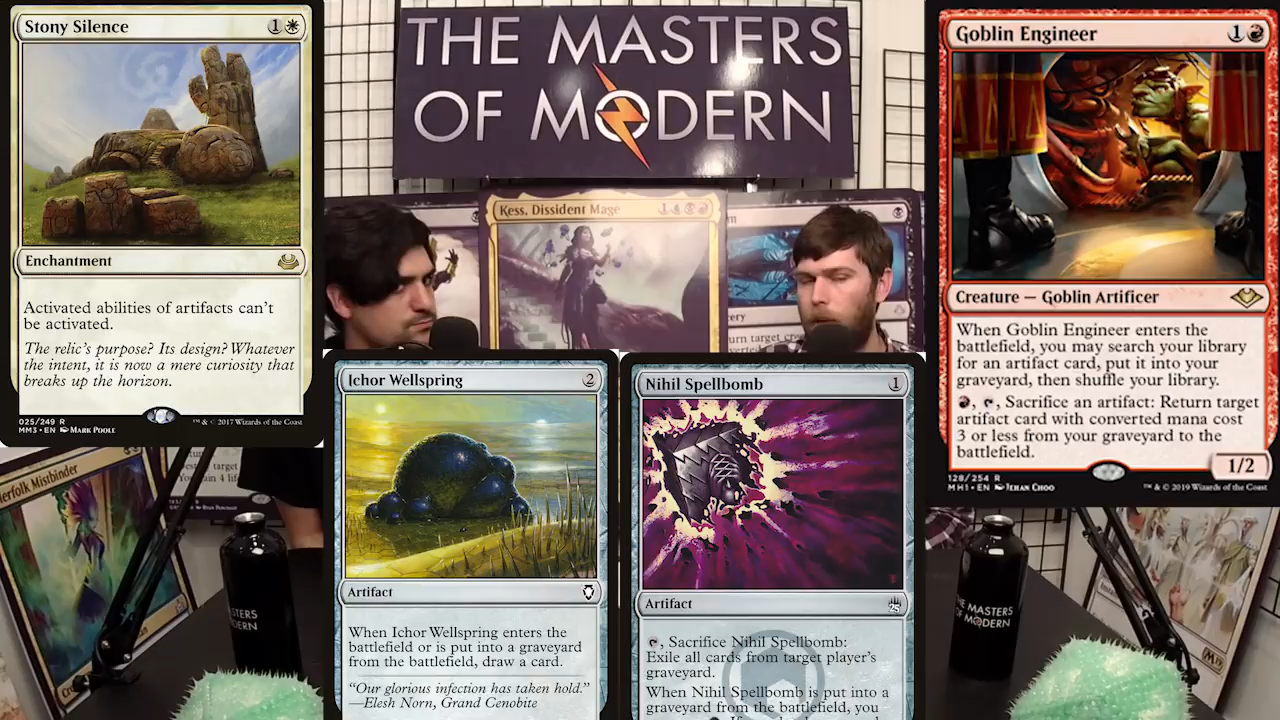 Stony Silence 1
Enchantment
Activated abilities of artifacts can't
be activated.
The relic's purpose? Its design? Whatever
the intent, it is now a mere curiosity that
breaks up the horizon.
025/249 R
MM3 • EN MARK POOLE
™ & © 2017 Wizards of the Coast
THE MASTERS
OF MODERN
Kess, Dissident Mage 1
Goblin Engineer 1
Creature — Goblin Artificer
When Goblin Engineer enters the
battlefield, you may search your library
for an artifact card, put it into your
graveyard, then shuffle your library.
, , Sacrifice an artifact: Return target
artifact card with converted mana cost
3 or less from your graveyard to the
battlefield.
1/2
128/254 R
MH1 • EN JEHAN CHOO
™ & © 2019 Wizards of the Coast
Ichor Wellspring 2
Artifact
When Ichor Wellspring enters the
battlefield or is put into a graveyard
from the battlefield, draw a card.
"Our glorious infection has taken hold."
—Elesh Norn, Grand Cenobite
Nihil Spellbomb 1
Artifact
, Sacrifice Nihil Spellbomb:
Exile all cards from target player's
graveyard.
When Nihil Spellbomb is put into a
graveyard from the battlefield, you
Mistbinder
THE MASTERS
OF MODERN